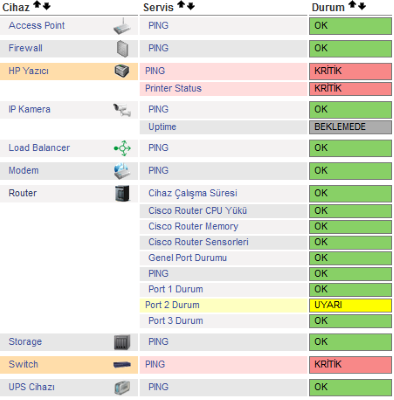 Cihaz Servis Durum
Access Point PING OK
Firewall PING OK
HP Yazıcı PING KRİTİK
Printer Status KRİTİK
IP Kamera PING OK
Uptime BEKLEMEDE
Load Balancer PING OK
Modem PING OK
Router Cihaz Çalışma Süresi OK
Cisco Router CPU Yükü OK
Cisco Router Memory OK
Cisco Router Sensorleri OK
Genel Port Durumu OK
PING OK
Port 1 Durum OK
Port 2 Durum UYARI
Port 3 Durum OK
Storage PING OK
Switch PING KRİTİK
UPS Cihazı PING OK